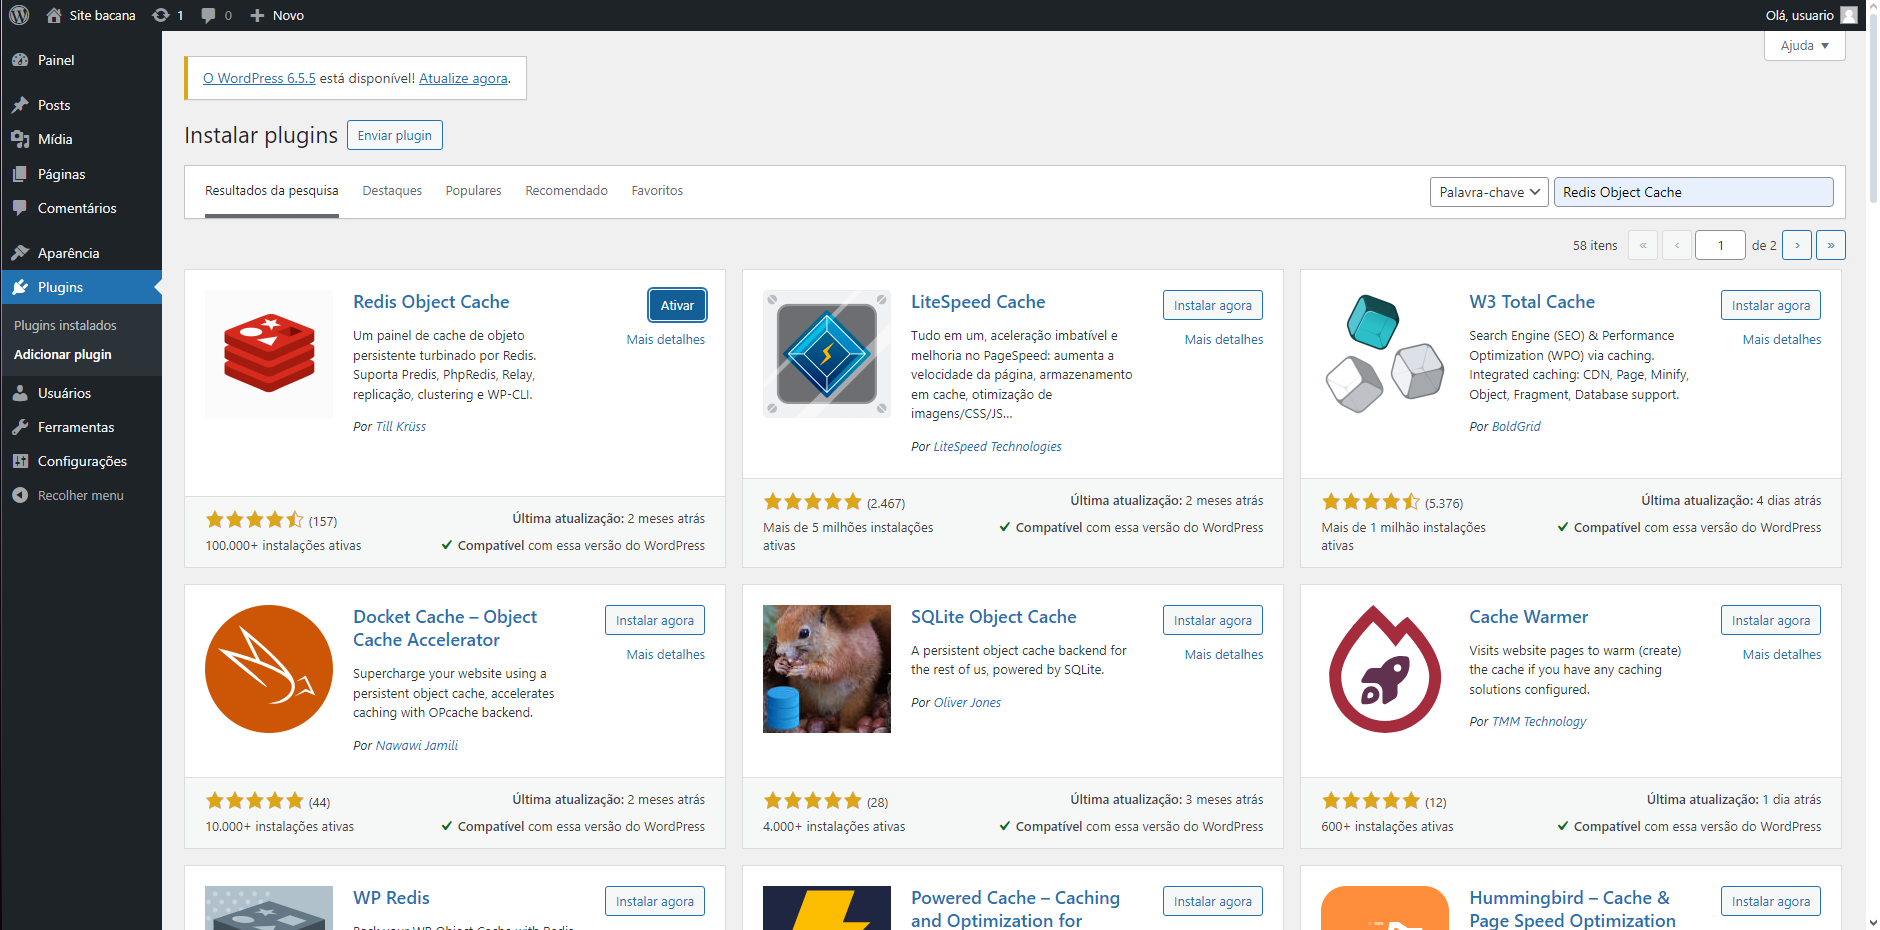 Site bacana
1
0
Novo
Olá, usuario
Ajuda
Painel
Posts
Mídia
Páginas
Comentários
Aparência
Plugins
Plugins instalados
Adicionar plugin
Usuários
Ferramentas
Configurações
Recolher menu
O WordPress 6.5.5 está disponível! Atualize agora.
Instalar plugins
Enviar plugin
Resultados da pesquisa
Destaques
Populares
Recomendado
Favoritos
Palavra-chave
Redis Object Cache
58 itens
«
‹
1
de 2
›
»
Redis Object Cache
Ativar
Mais detalhes
Um painel de cache de objeto
persistente turbinado por Redis.
Suporta Predis, PhpRedis, Relay,
replicação, clustering e WP-CLI.
Por Till Krüss
(157)
100.000+ instalações ativas
Última atualização: 2 meses atrás
Compatível com essa versão do WordPress
LiteSpeed Cache
Instalar agora
Mais detalhes
Tudo em um, aceleração imbatível e
melhoria no PageSpeed: aumenta a
velocidade da página, armazenamento
em cache, otimização de
imagens/CSS/JS...
Por LiteSpeed Technologies
(2.467)
Mais de 5 milhões instalações
ativas
Última atualização: 2 meses atrás
Compatível com essa versão do WordPress
W3 Total Cache
Instalar agora
Mais detalhes
Search Engine (SEO) & Performance
Optimization (WPO) via caching.
Integrated caching: CDN, Page, Minify,
Object, Fragment, Database support.
Por BoldGrid
(5.376)
Mais de 1 milhão instalações
ativas
Última atualização: 4 dias atrás
Compatível com essa versão do WordPress
Docket Cache – Object
Cache Accelerator
Instalar agora
Mais detalhes
Supercharge your website using a
persistent object cache, accelerates
caching with OPcache backend.
Por Nawawi Jamili
(44)
10.000+ instalações ativas
Última atualização: 2 meses atrás
Compatível com essa versão do WordPress
SQLite Object Cache
Instalar agora
Mais detalhes
A persistent object cache backend for
the rest of us, powered by SQLite.
Por Oliver Jones
(28)
4.000+ instalações ativas
Última atualização: 3 meses atrás
Compatível com essa versão do WordPress
Cache Warmer
Instalar agora
Mais detalhes
Visits website pages to warm (create)
the cache if you have any caching
solutions configured.
Por TMM Technology
(12)
600+ instalações ativas
Última atualização: 1 dia atrás
Compatível com essa versão do WordPress
WP Redis
Instalar agora
Back your WP Object Cache with Redis
Powered Cache – Caching
and Optimization for
Instalar agora
Hummingbird – Cache &
Page Speed Optimization
Instalar agora